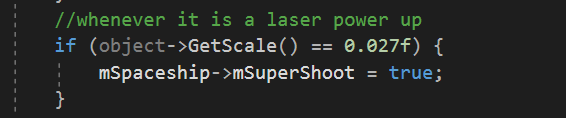 //whenever it is a laser power up
if (object->GetScale() == 0.027f) {
mSpaceship->mSuperShoot = true;
}